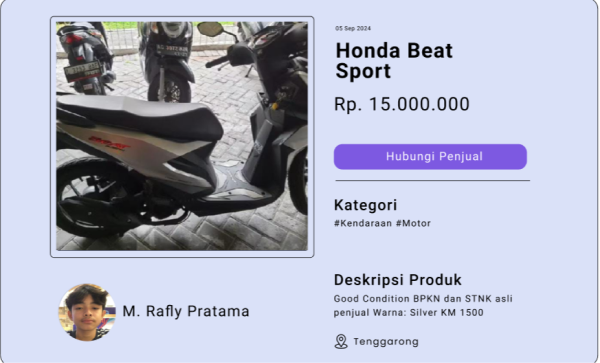 05 Sep 2024
Honda Beat
Sport
Rp. 15.000.000
Hubungi Penjual
Kategori
#Kendaraan #Motor
Deskripsi Produk
Good Condition BPKN dan STNK asli
penjual Warna: Silver KM 1500
Tenggarong
M. Rafly Pratama